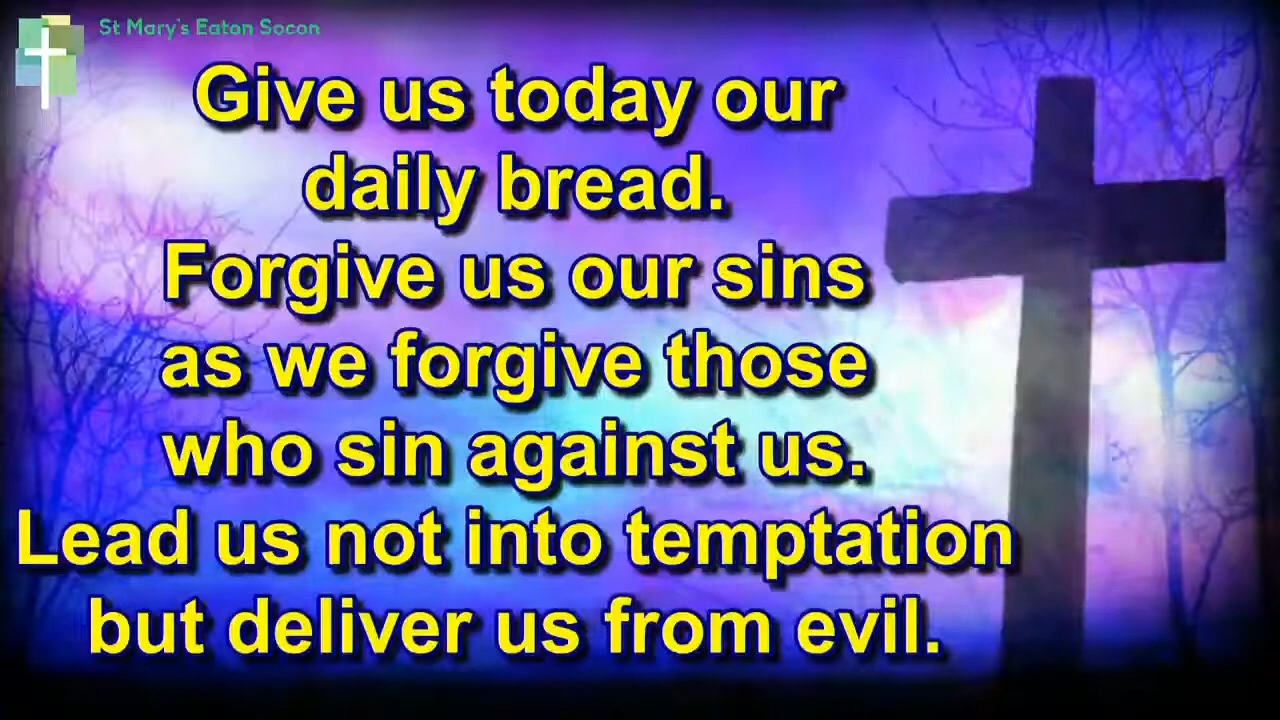 St Mary's Eaton Socon
Give us today our
daily bread.
Forgive us our sins
as we forgive those
who sin against us.
Lead us not into temptation
but deliver us from evil.